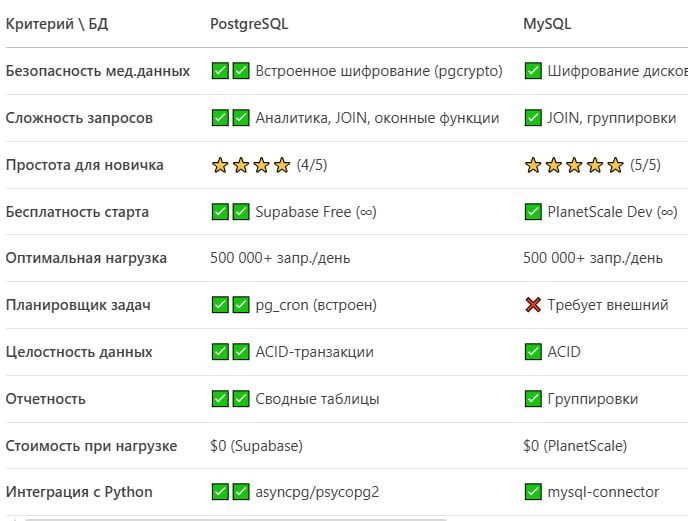 Критерий \ БД PostgreSQL MySQL
Безопасность мед.данных ✅✅ Встроенное шифрование (pgcrypto) ✅ Шифрование дисков
Сложность запросов ✅✅ Аналитика, JOIN, оконные функции ✅ JOIN, группировки
Простота для новичка ⭐⭐⭐⭐ (4/5) ⭐⭐⭐⭐⭐ (5/5)
Бесплатность старта ✅✅ Supabase Free (∞) ✅ PlanetScale Dev (∞)
Оптимальная нагрузка 500 000+ запр./день 500 000+ запр./день
Планировщик задач ✅✅ pg_cron (встроен) ❌ Требует внешний
Целостность данных ✅✅ ACID-транзакции ✅ ACID
Отчетность ✅✅ Сводные таблицы ✅ Группировки
Стоимость при нагрузке $0 (Supabase) $0 (PlanetScale)
Интеграция с Python ✅✅ asyncpg/psycopg2 ✅ mysql-connector